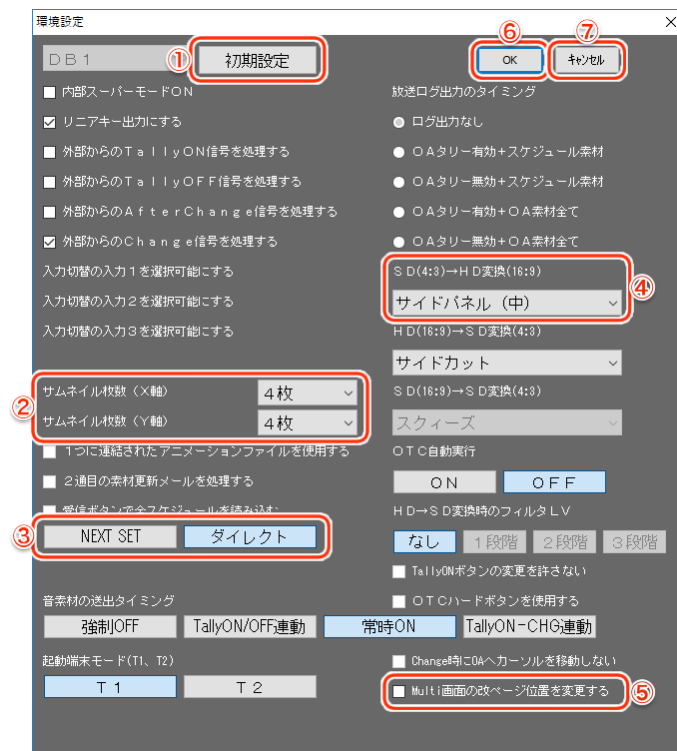 環境設定
DB1
① 初期設定
⑥ ⑦
OK キャンセル
内部スーパーモードON
リニアキー出力にする
外部からのTallyON信号を処理する
外部からのTallyOFF信号を処理する
外部からのAfterChange信号を処理する
外部からのChange信号を処理する
入力切替の入力1を選択可能にする
入力切替の入力2を選択可能にする
入力切替の入力3を選択可能にする
②
サムネイル枚数(X軸) 4枚
サムネイル枚数(Y軸) 4枚
1つに連結されたアニメーションファイルを使用する
2通目の素材更新メールを処理する
受信ボタンで全スケジュールを読み込む
③ NEXT SET ダイレクト
音素材の送出タイミング
強制OFF TallyON/OFF連動 常時ON TallyON-CHG連動
起動端末モード(T1、T2)
T1 T2
放送ログ出力のタイミング
ログ出力なし
OAタリー有効+スケジュール素材
OAタリー無効+スケジュール素材
OAタリー有効+OA素材全て
OAタリー無効+OA素材全て
SD(4:3)→HD変換(16:9)
サイドパネル (中) ④
HD(16:9)→SD変換(4:3)
サイドカット
SD(16:9)→SD変換(4:3)
スクィーズ
OTC自動実行
ON OFF
HD→SD変換時のフィルタLV
なし 1段階 2段階 3段階
TallyONボタンの変更を許さない
OTCハードボタンを使用する
Change時にOAへカーソルを移動しない
Multi画面の改ページ位置を変更する ⑤